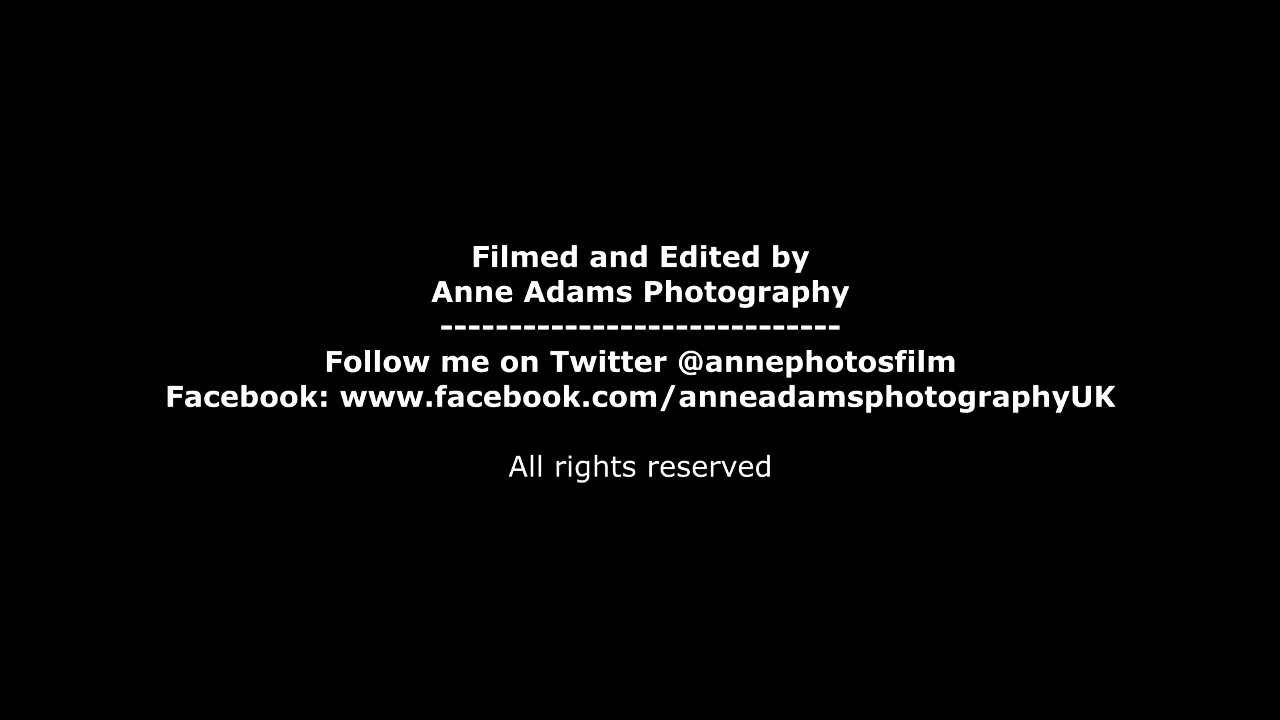 Filmed and Edited by
Anne Adams Photography
-----------------------------
Follow me on Twitter @annephotosfilm
Facebook: www.facebook.com/anneadamsphotographyUK
All rights reserved